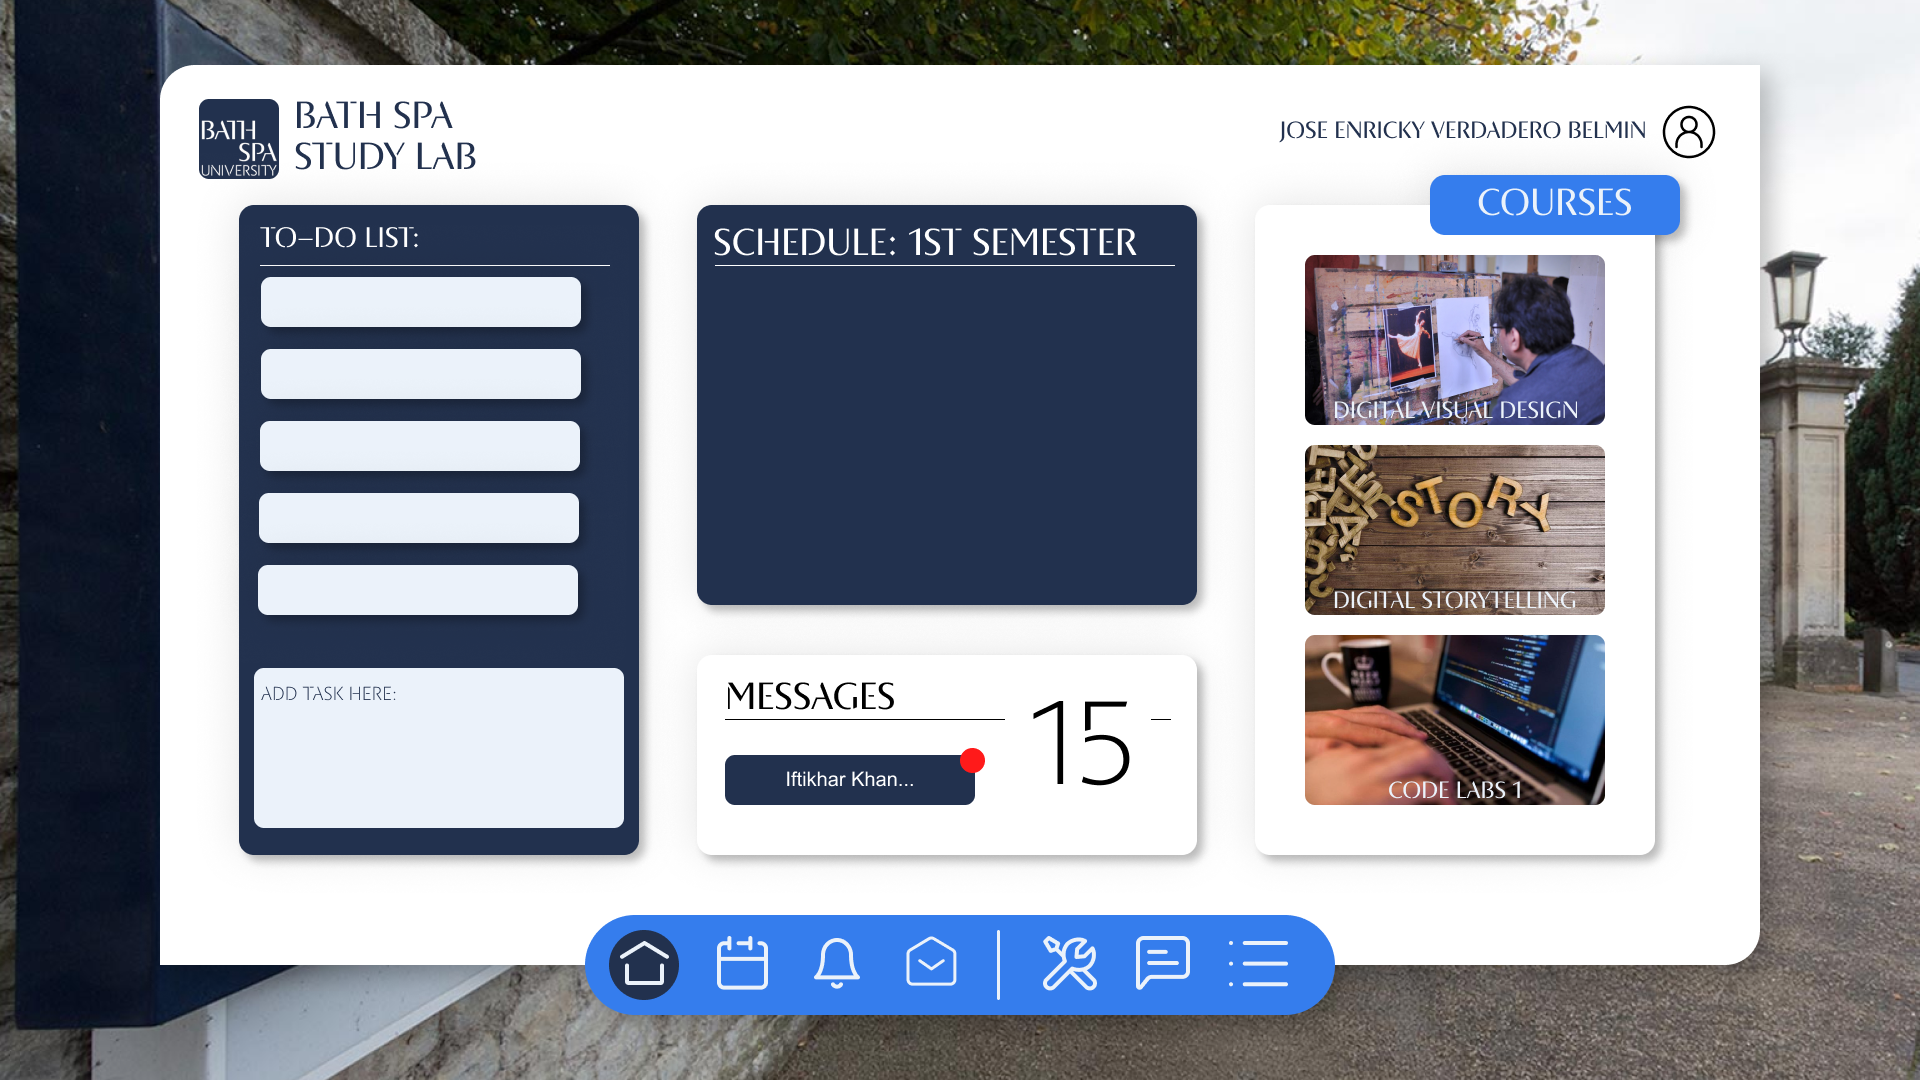 BATH
SPA
UNIVERSITY
BATH SPA
STUDY LAB
JOSE ENRICKY VERDADERO BELMIN
TO-DO LIST:
ADD TASK HERE:
SCHEDULE: 1ST SEMESTER
MESSAGES
15
Iftikhar Khan...
COURSES
DIGITAL VISUAL DESIGN
STORY
DIGITAL STORYTELLING
CODE LABS 1